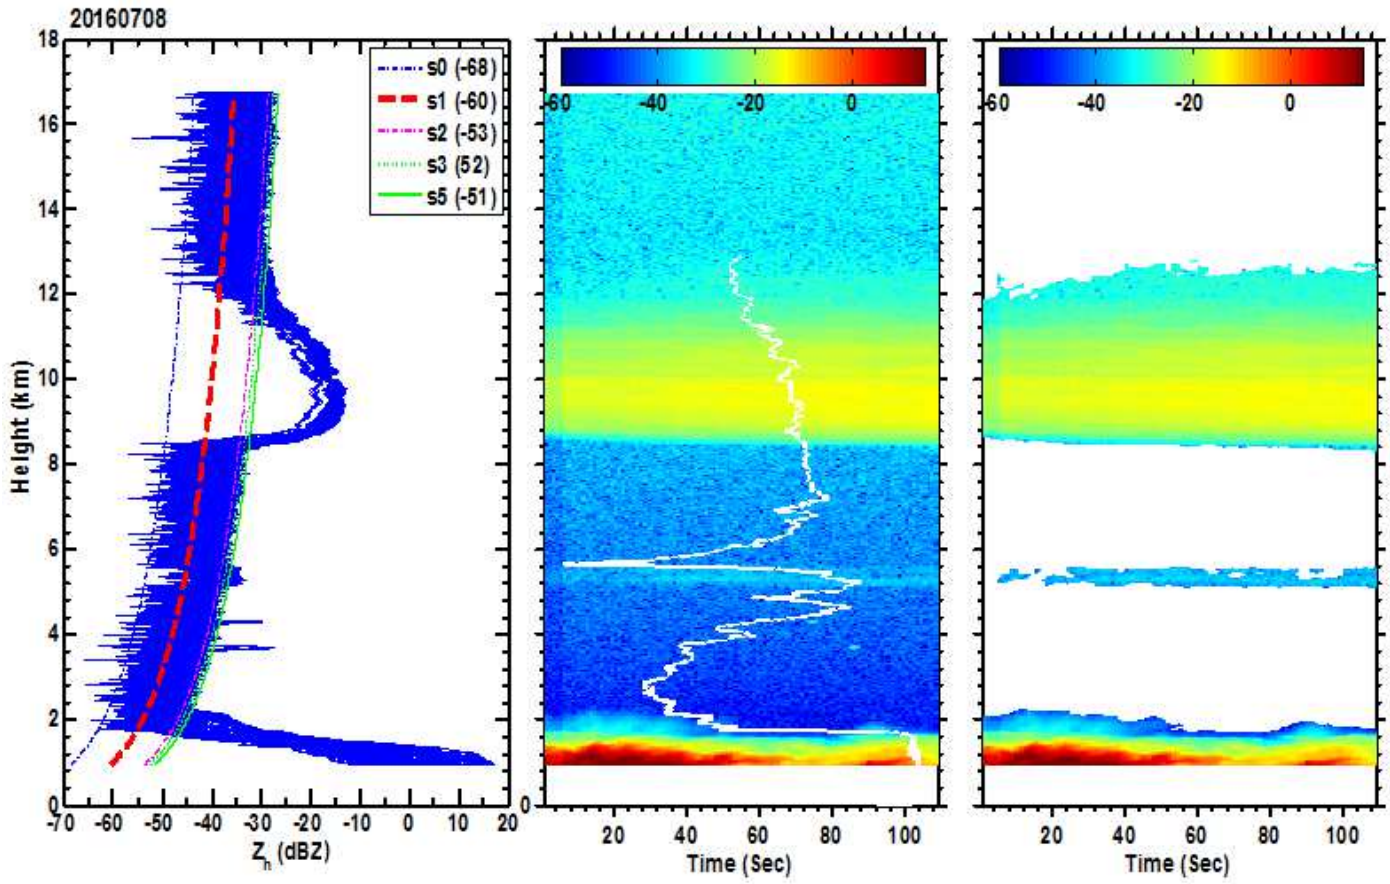 20160708
18
16
14
12
10
8
6
4
2
0
Height (km)
s0 (-68)
s1 (-60)
s2 (-53)
s3 (52)
s5 (-51)
-70 -60 -50 -40 -30 -20 -10 0 10 20
Z_h (dBZ)
-60 -40 -20 0
0
20 40 60 80 100
Time (Sec)
-60 -40 -20 0
20 40 60 80 100
Time (Sec)